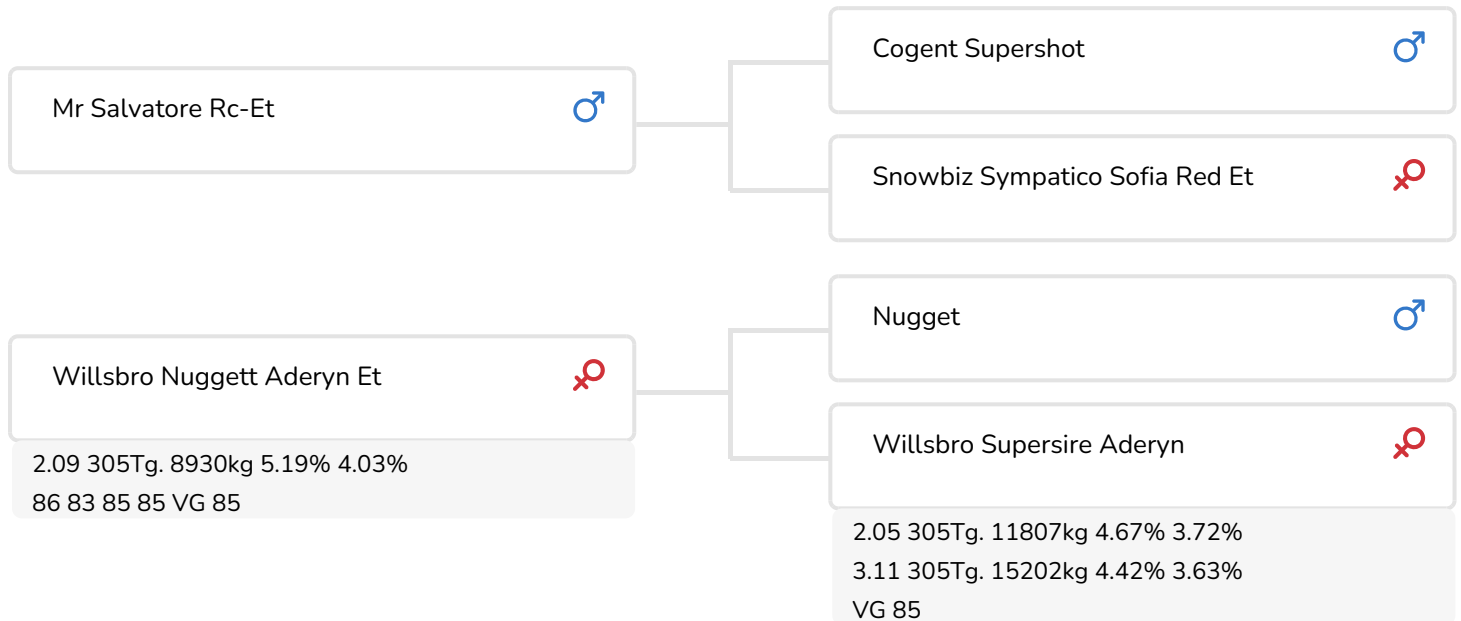 Cogent Supershot
Mr Salvatore Rc-Et
Snowbiz Sympatico Sofia Red Et
Nugget
Willsbro Nuggett Aderyn Et
2.09 305Tg. 8930kg 5.19% 4.03%
86 83 85 85 VG 85
Willsbro Supersire Aderyn
2.05 305Tg. 11807kg 4.67% 3.72%
3.11 305Tg. 15202kg 4.42% 3.63%
VG 85